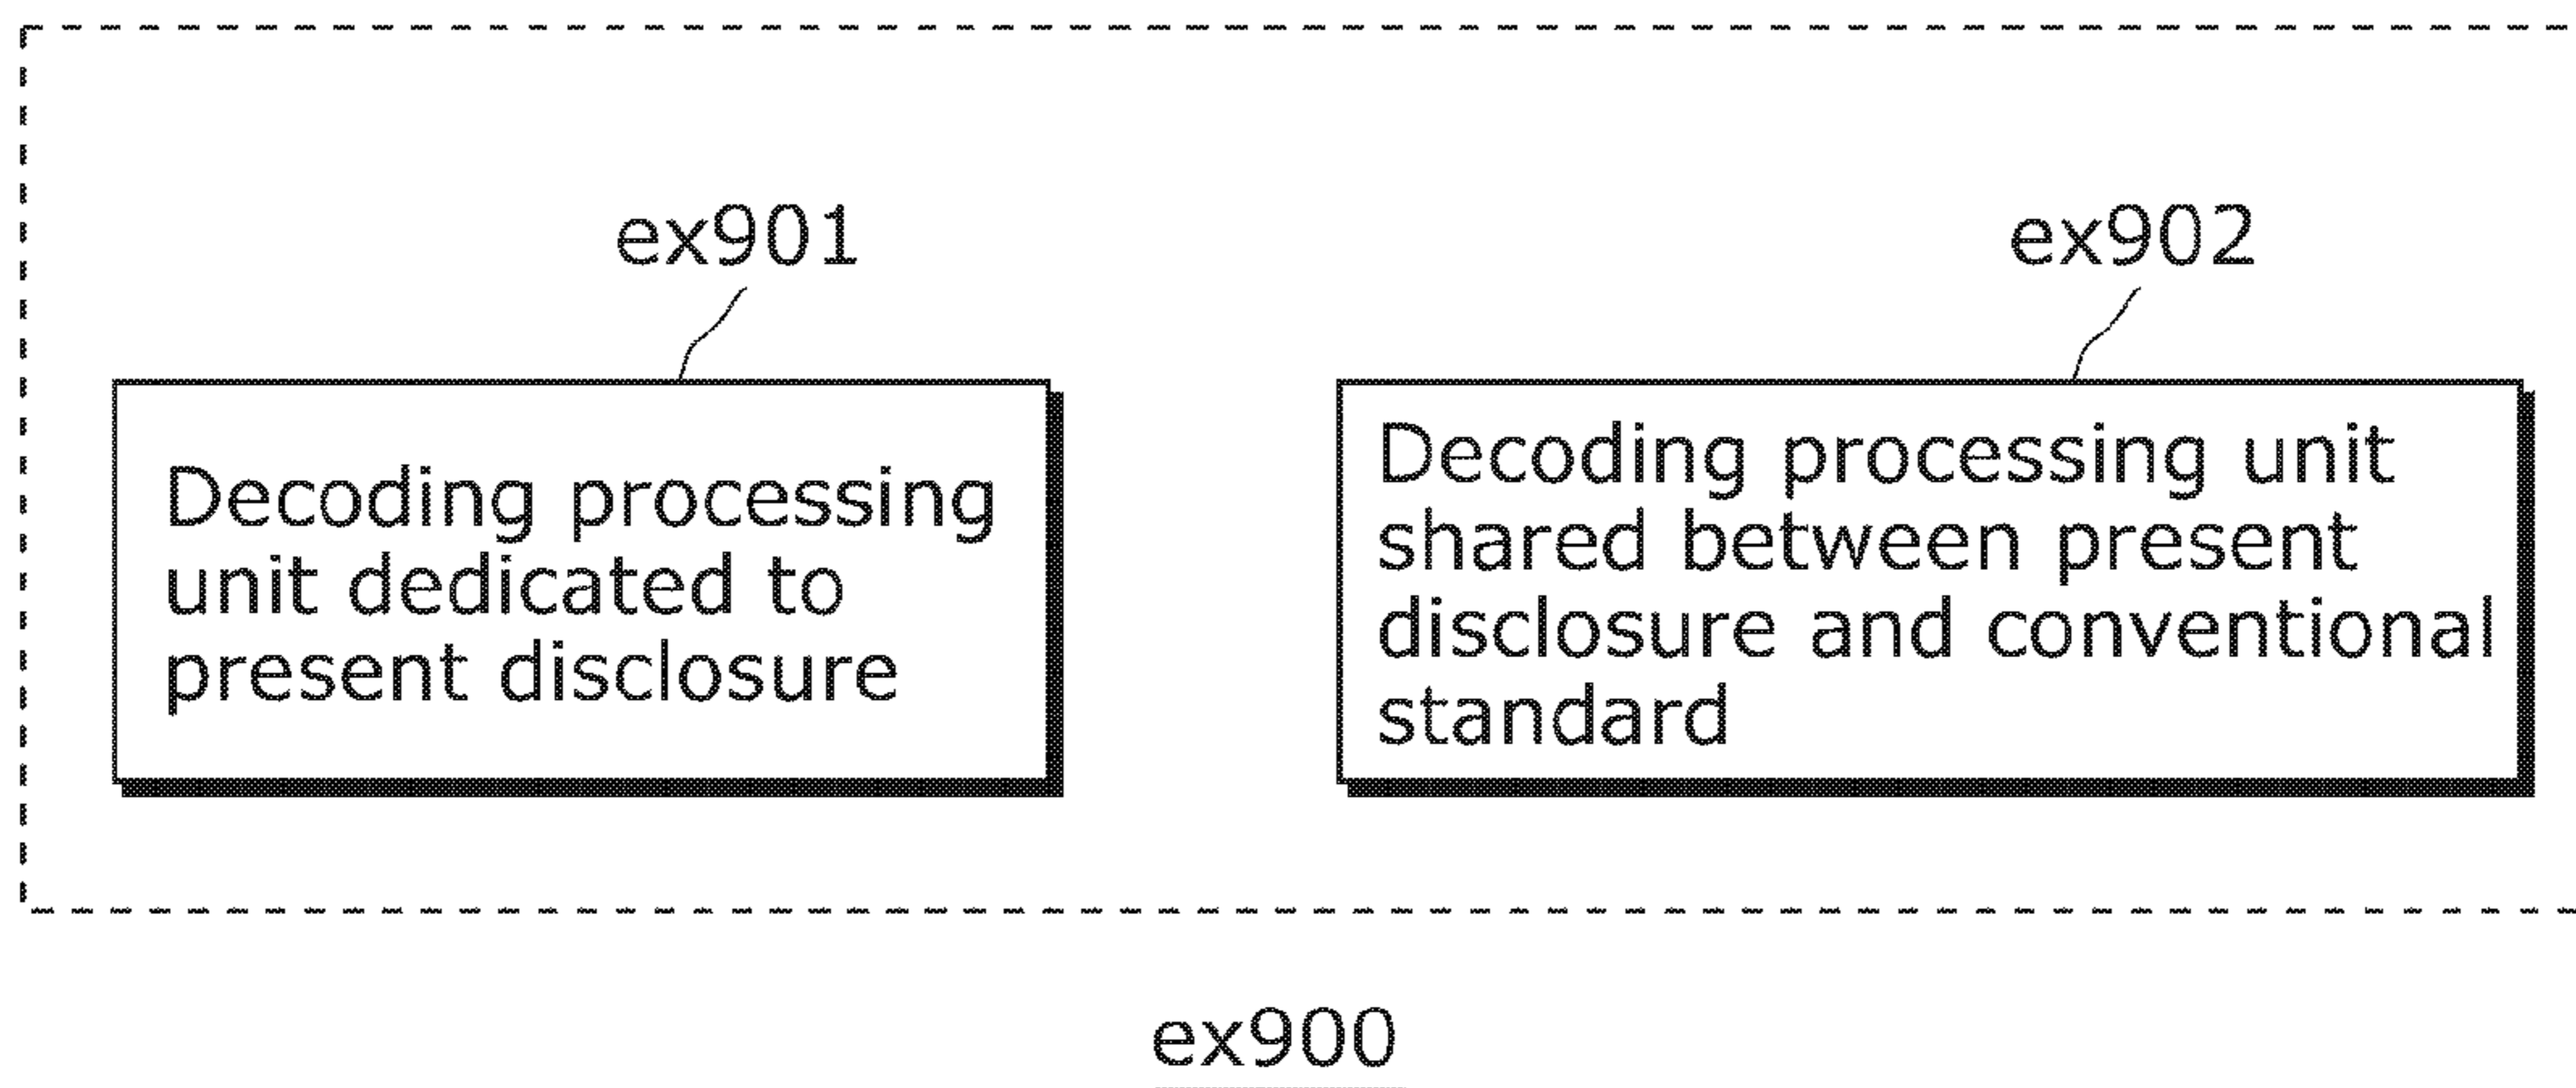 ex901
ex902
Decoding processing
unit dedicated to
present disclosure
Decoding processing unit
shared between present
disclosure and conventional
standard
ex900